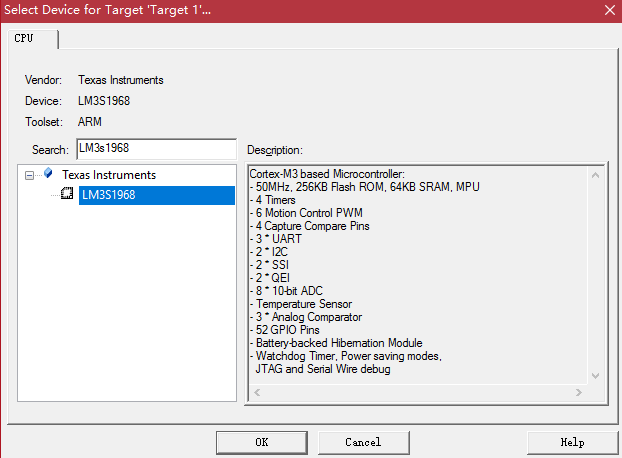 Select Device for Target 'Target 1'...
CPU
Vendor: Texas Instruments
Device: LM3S1968
Toolset: ARM
Search: LM3s1968
Description:
Texas Instruments
LM3S1968
Cortex-M3 based Microcontroller:
- 50MHz, 256KB Flash ROM, 64KB SRAM, MPU
- 4 Timers
- 6 Motion Control PWM
- 4 Capture Compare Pins
- 3 * UART
- 2 * I2C
- 2 * SSI
- 2 * QEI
- 8 * 10-bit ADC
- Temperature Sensor
- 3 * Analog Comparator
- 52 GPIO Pins
- Battery-backed Hibernation Module
- Watchdog Timer, Power saving modes,
JTAG and Serial Wire debug
OK
Cancel
Help